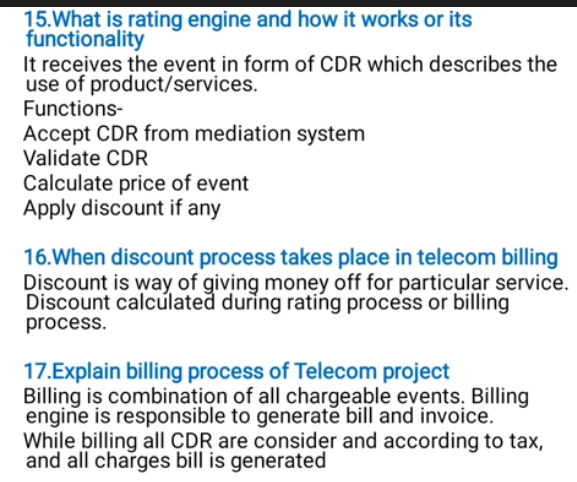 15.What is rating engine and how it works or its
functionality
It receives the event in form of CDR which describes the
use of product/services.
Functions-
Accept CDR from mediation system
Validate CDR
Calculate price of event
Apply discount if any
16.When discount process takes place in telecom billing
Discount is way of giving money off for particular service.
Discount calculated during rating process or billing
process.
17.Explain billing process of Telecom project
Billing is combination of all chargeable events. Billing
engine is responsible to generate bill and invoice.
While billing all CDR are consider and according to tax,
and all charges bill is generated